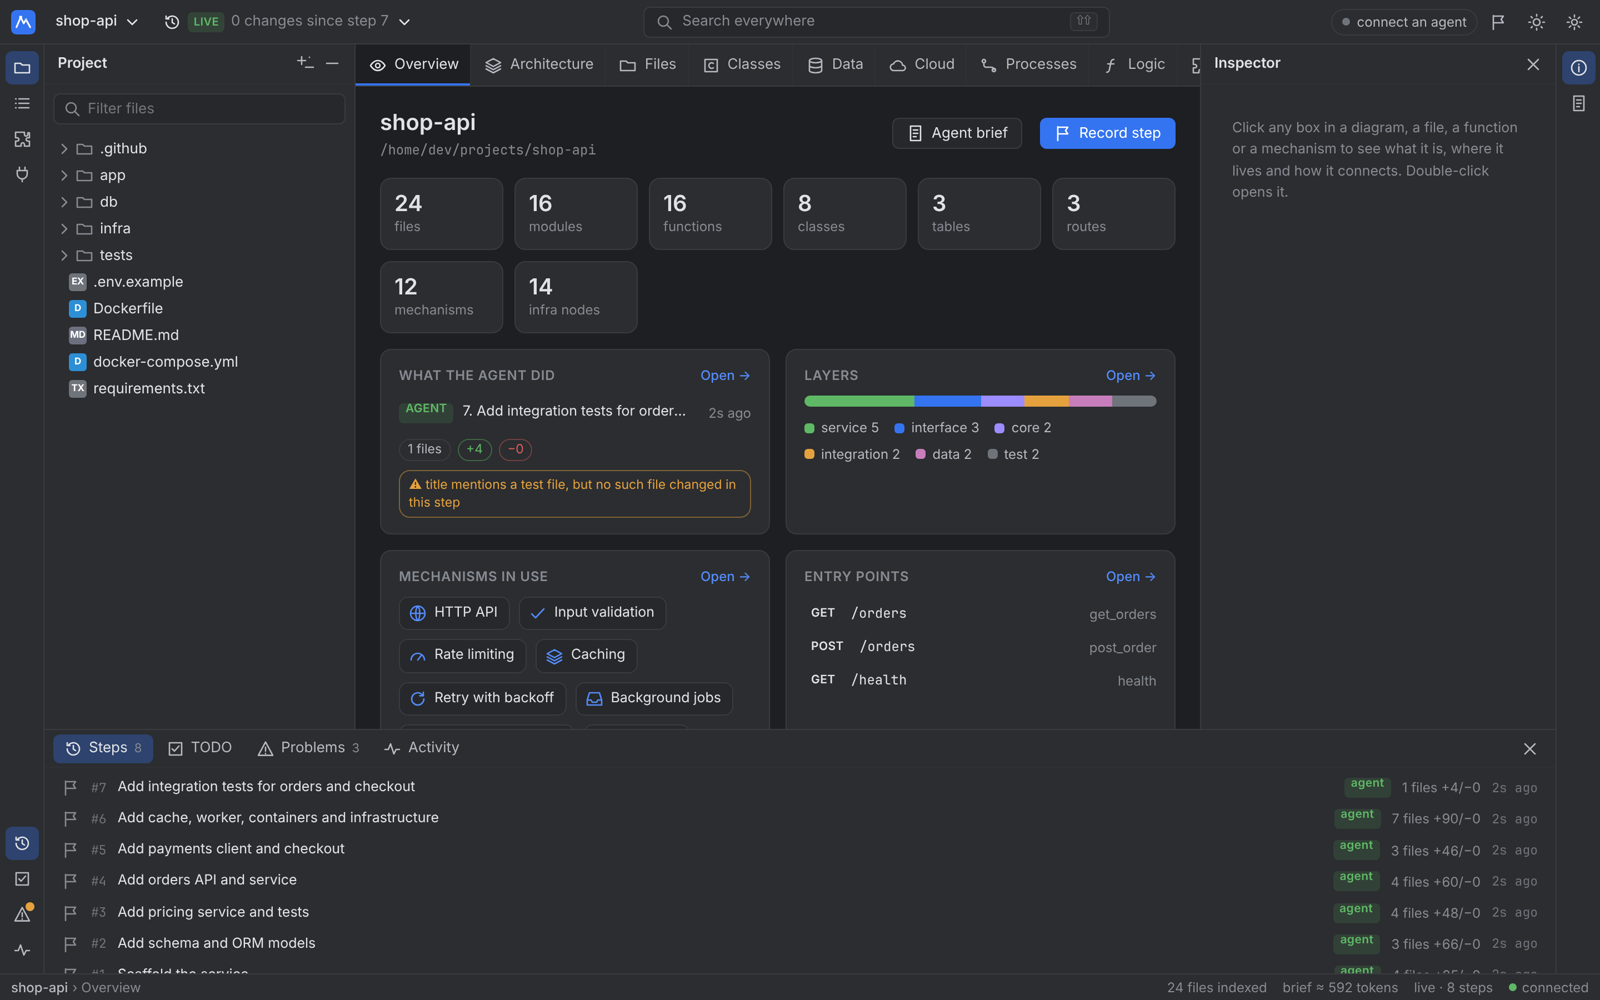 shop-api
LIVE 0 changes since step 7
Search everywhere
connect an agent
Project
Filter files
.github
app
db
infra
tests
EX .env.example
D Dockerfile
MD README.md
D docker-compose.yml
TX requirements.txt
Overview
Architecture
Files
Classes
Data
Cloud
Processes
Logic
shop-api
/home/dev/projects/shop-api
Agent brief
Record step
24
files
16
modules
16
functions
8
classes
3
tables
3
routes
12
mechanisms
14
infra nodes
WHAT THE AGENT DID
Open →
AGENT 7. Add integration tests for order... 2s ago
1 files +4 −0
title mentions a test file, but no such file changed in
this step
LAYERS
Open →
service 5 interface 3 core 2
integration 2 data 2 test 2
MECHANISMS IN USE
Open →
HTTP API
Input validation
Rate limiting
Caching
Retry with backoff
Background jobs
ENTRY POINTS
Open →
GET /orders get_orders
POST /orders post_order
GET /health health
Inspector
Click any box in a diagram, a file, a function
or a mechanism to see what it is, where it
lives and how it connects. Double-click
opens it.
Steps 8
TODO
Problems 3
Activity
#7 Add integration tests for orders and checkout agent 1 files +4/−0 2s ago
#6 Add cache, worker, containers and infrastructure agent 7 files +90/−0 2s ago
#5 Add payments client and checkout agent 3 files +46/−0 2s ago
#4 Add orders API and service agent 4 files +60/−0 2s ago
#3 Add pricing service and tests agent 4 files +48/−0 2s ago
#2 Add schema and ORM models agent 3 files +66/−0 2s ago
#1 Scaffold the service agent
shop-api › Overview
24 files indexed
brief ≈ 592 tokens
live · 8 steps
connected